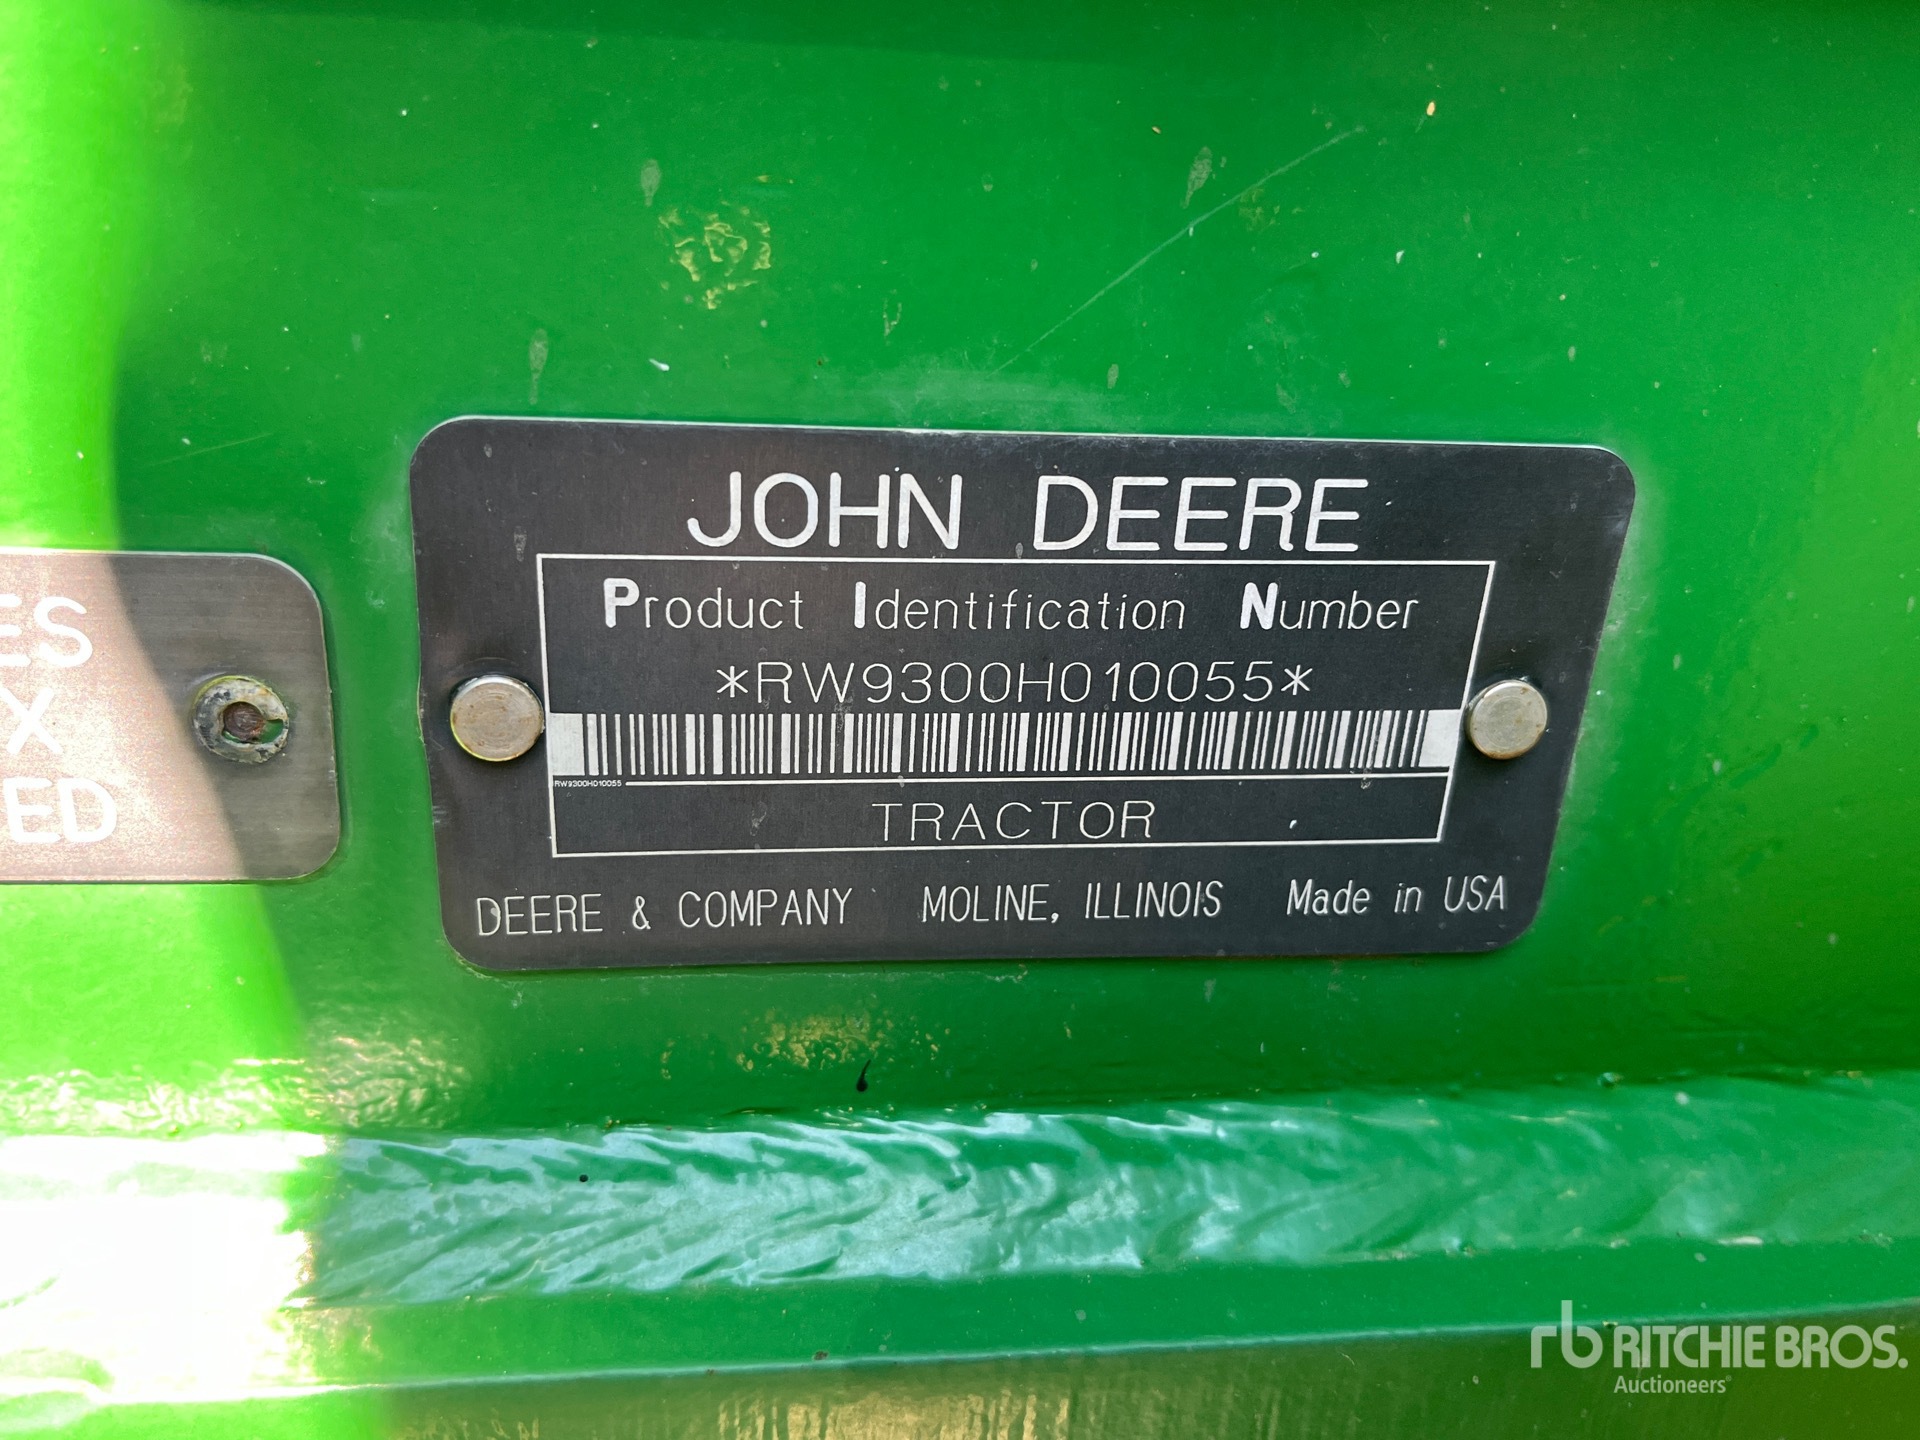 JOHN DEERE
Product Identification Number
*RW9300H010055*
RW9300H010055
TRACTOR
DEERE & COMPANY MOLINE, ILLINOIS Made in USA
ES
X
ED
rb RITCHIE BROS.
Auctioneers